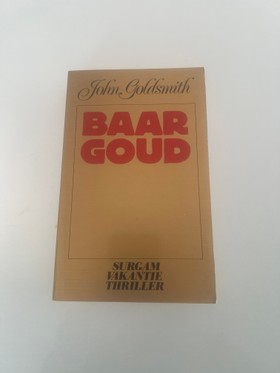 John Goldsmith
BAAR
GOUD
SURGAM
VAKANTIE
THRILLER